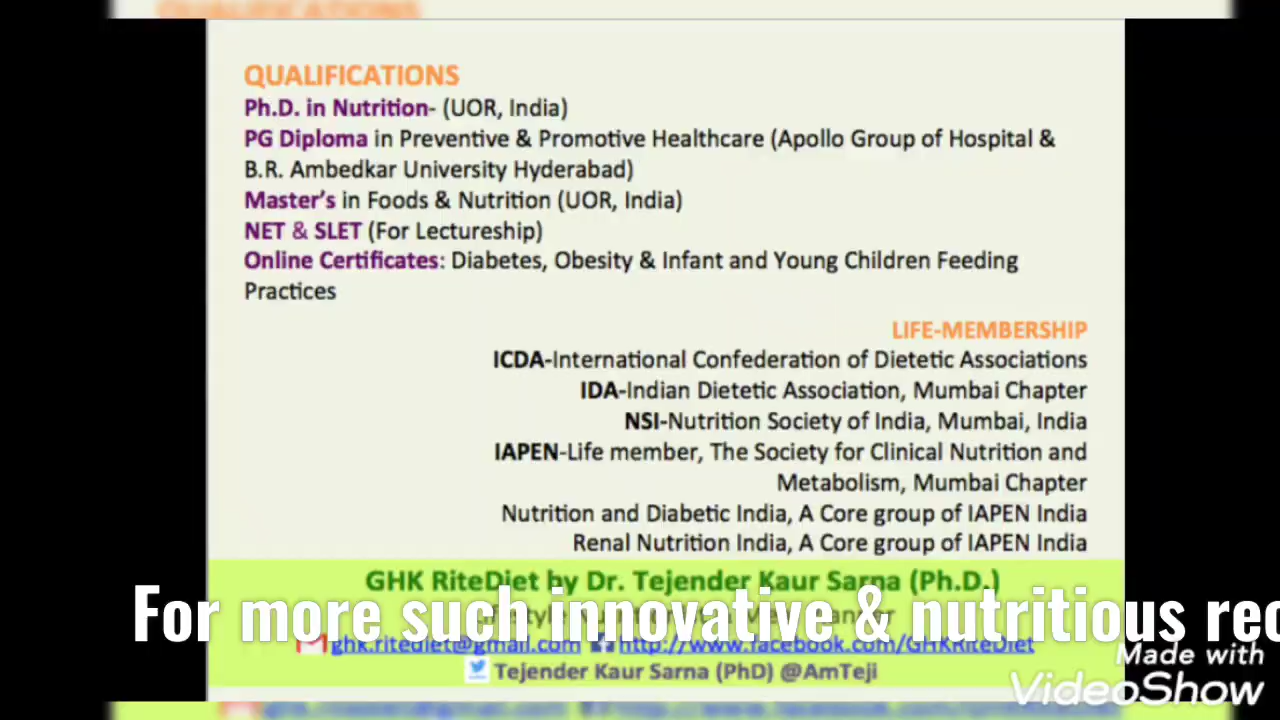 QUALIFICATIONS
Ph.D. in Nutrition- (UOR, India)
PG Diploma in Preventive & Promotive Healthcare (Apollo Group of Hospital &
B.R. Ambedkar University Hyderabad)
Master's in Foods & Nutrition (UOR, India)
NET & SLET (For Lectureship)
Online Certificates: Diabetes, Obesity & Infant and Young Children Feeding
Practices
LIFE-MEMBERSHIP
ICDA-International Confederation of Dietetic Associations
IDA-Indian Dietetic Association, Mumbai Chapter
NSI-Nutrition Society of India, Mumbai, India
IAPEN-Life member, The Society for Clinical Nutrition and
Metabolism, Mumbai Chapter
Nutrition and Diabetic India, A Core group of IAPEN India
Renal Nutrition India, A Core group of IAPEN India
GHK RiteDiet by Dr. Tejender Kaur Sarna (Ph.D.)
For more such innovative & nutritious rec
ghk.ritediet@gmail.com http://www.facebook.com/GHKRiteDiet
Tejender Kaur Sarna (PhD) @AmTeji
Made with
VideoShow